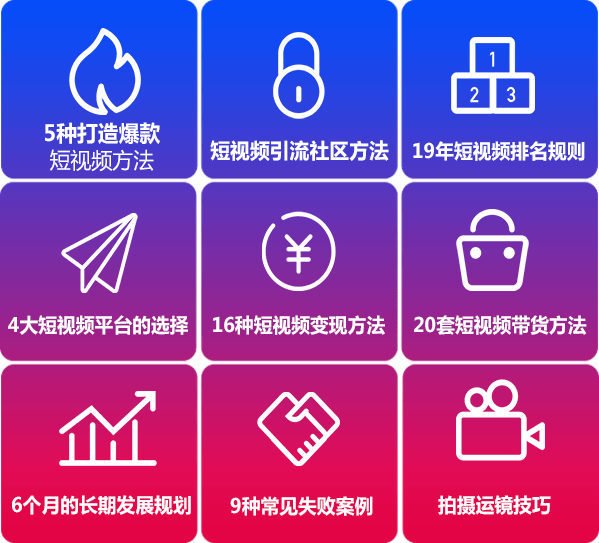 5种打造爆款
短视频方法
短视频引流社区方法
1
2 3
19年短视频排名规则
4大短视频平台的选择
¥
16种短视频变现方法
20套短视频带货方法
6个月的长期发展规划
9种常见失败案例
拍摄运镜技巧